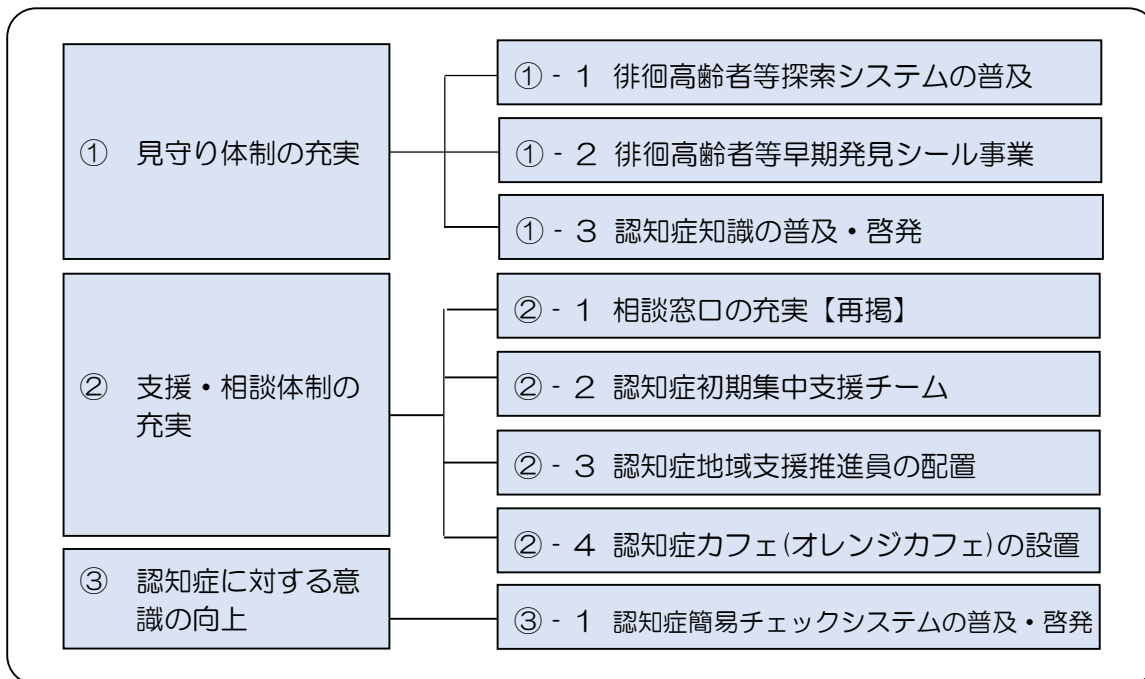 ① 見守り体制の充実
①‐１ 徘徊高齢者等探索システムの普及
①‐２ 徘徊高齢者等早期発見シール事業
①‐３ 認知症知識の普及・啓発
② 支援・相談体制の
充実
②‐１ 相談窓口の充実【再掲】
②‐２ 認知症初期集中支援チーム
②‐３ 認知症地域支援推進員の配置
②‐４ 認知症カフェ(オレンジカフェ)の設置
③ 認知症に対する意
識の向上
③‐１ 認知症簡易チェックシステムの普及・啓発